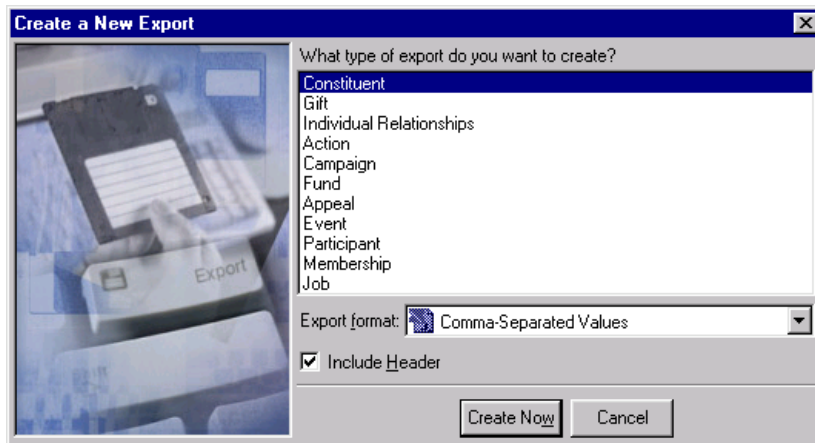 Create a New Export
What type of export do you want to create?
Constituent
Gift
Individual Relationships
Action
Campaign
Fund
Appeal
Event
Participant
Membership
Job
Export
Export format: Comma-Separated Values
Include Header
Create Now Cancel